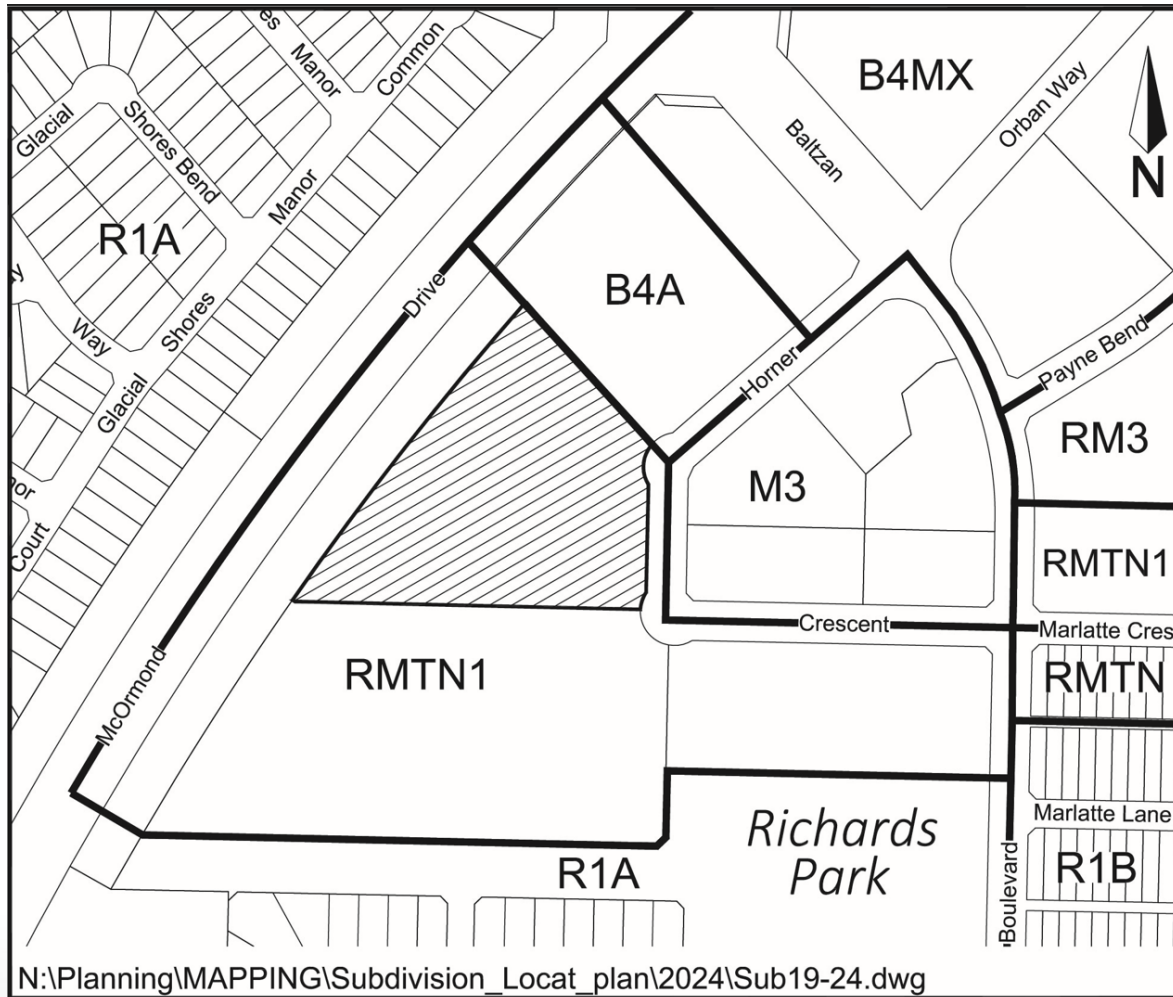 Glacial
Shores Bend
Manor
Common
Manor
R1A
Way
Glacial
Shores
Court
Drive
McOrmond
B4MX
Orban Way
Baltzan
N
B4A
Horner
Payne Bend
RM3
M3
RMTN1
Crescent
Marlatte Cres
RMTN1
RMTN
Marlatte Lane
Richards
Park
R1A
R1B
Boulevard
N:\Planning\MAPPING\Subdivision_Locat_plan\2024\Sub19-24.dwg